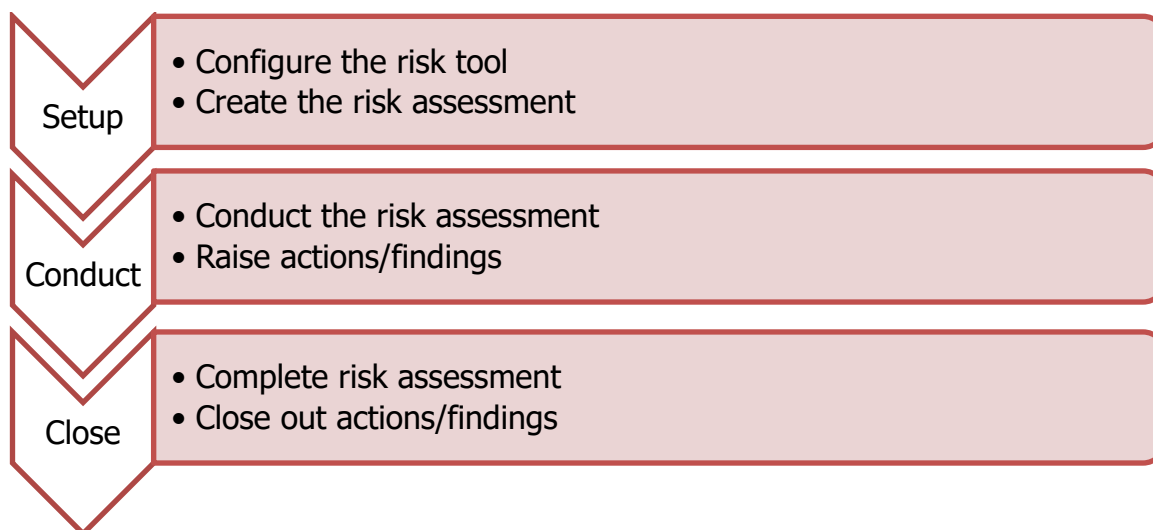 Setup
• Configure the risk tool
• Create the risk assessment
Conduct
• Conduct the risk assessment
• Raise actions/findings
Close
• Complete risk assessment
• Close out actions/findings